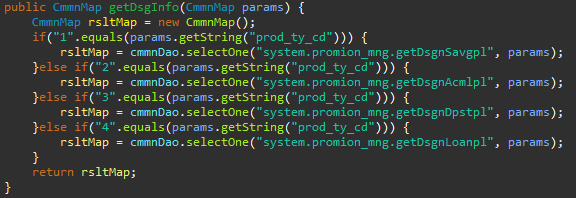 public CmmnMap getDsgInfo(CmmnMap params) {
    CmmnMap rsltMap = new CmmnMap();
    if("1".equals(params.getString("prod_ty_cd"))) {
        rsltMap = cmmnDao.selectOne("system.promion_mng.getDsgnSavgpl", params);
    }else if("2".equals(params.getString("prod_ty_cd"))) {
        rsltMap = cmmnDao.selectOne("system.promion_mng.getDsgnAcmlpl", params);
    }else if("3".equals(params.getString("prod_ty_cd"))) {
        rsltMap = cmmnDao.selectOne("system.promion_mng.getDsgnDpstpl", params);
    }else if("4".equals(params.getString("prod_ty_cd"))) {
        rsltMap = cmmnDao.selectOne("system.promion_mng.getDsgnLoanpl", params);
    }
    return rsltMap;
}